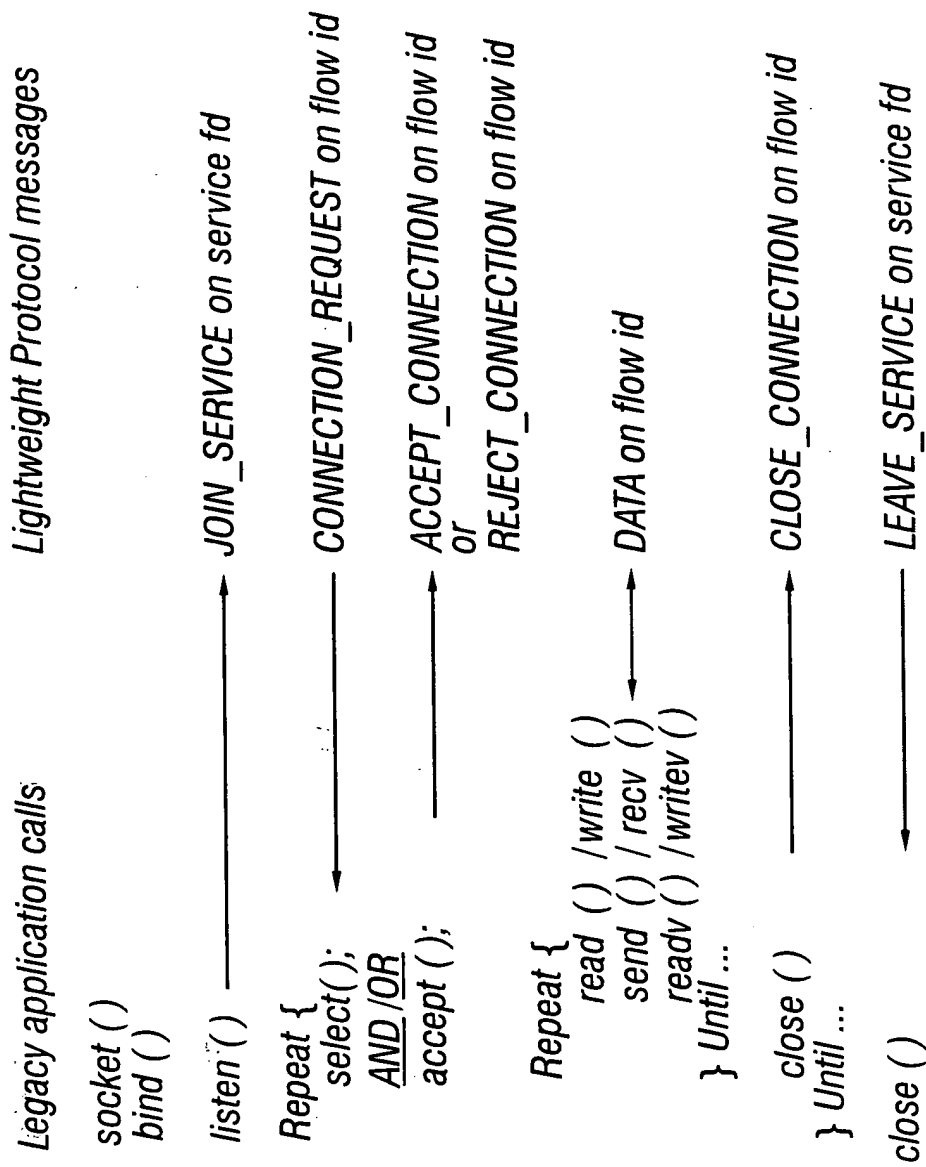 Legacy application calls
Lightweight Protocol messages
socket ()
bind ()
listen ()
JOIN_SERVICE on service fd
Repeat {
select();
CONNECTION_REQUEST on flow id
AND/OR
accept ();
ACCEPT_CONNECTION on flow id
or
REJECT_CONNECTION on flow id
Repeat {
read () /write ()
send () / recv ()
readv () /writev ()
DATA on flow id
} Until ...
close ()
CLOSE_CONNECTION on flow id
} Until ...
close ()
LEAVE_SERVICE on service fd